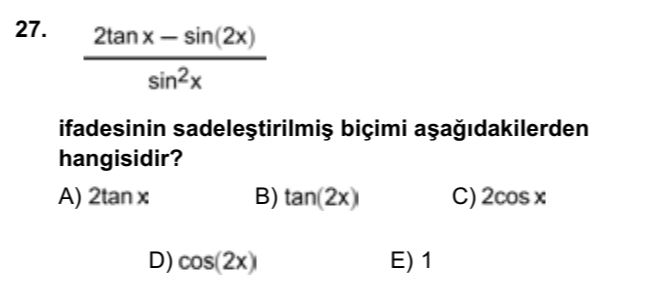 27.
2tan x – sin(2x)
sin²x
ifadesinin sadeleştirilmiş biçimi aşağıdakilerden
hangisidir?
A) 2tan x B) tan(2x) C) 2cos x
D) cos(2x) E) 1